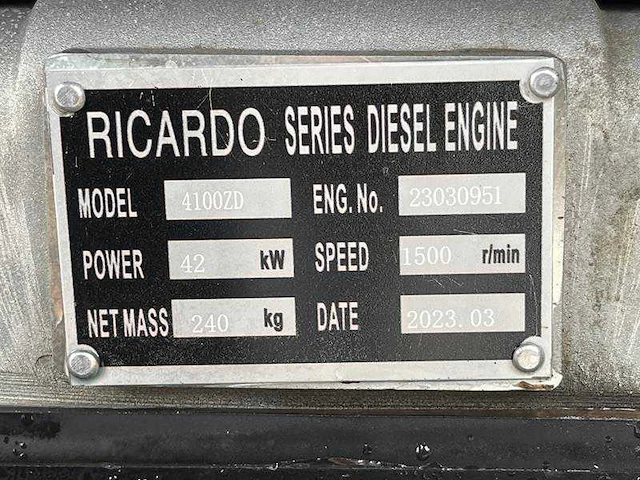 RICARDO SERIES DIESEL ENGINE
MODEL 4100ZD ENG. No. 23030951
POWER 42 kW SPEED 1500 r/min
NET MASS 240 kg DATE 2023.03